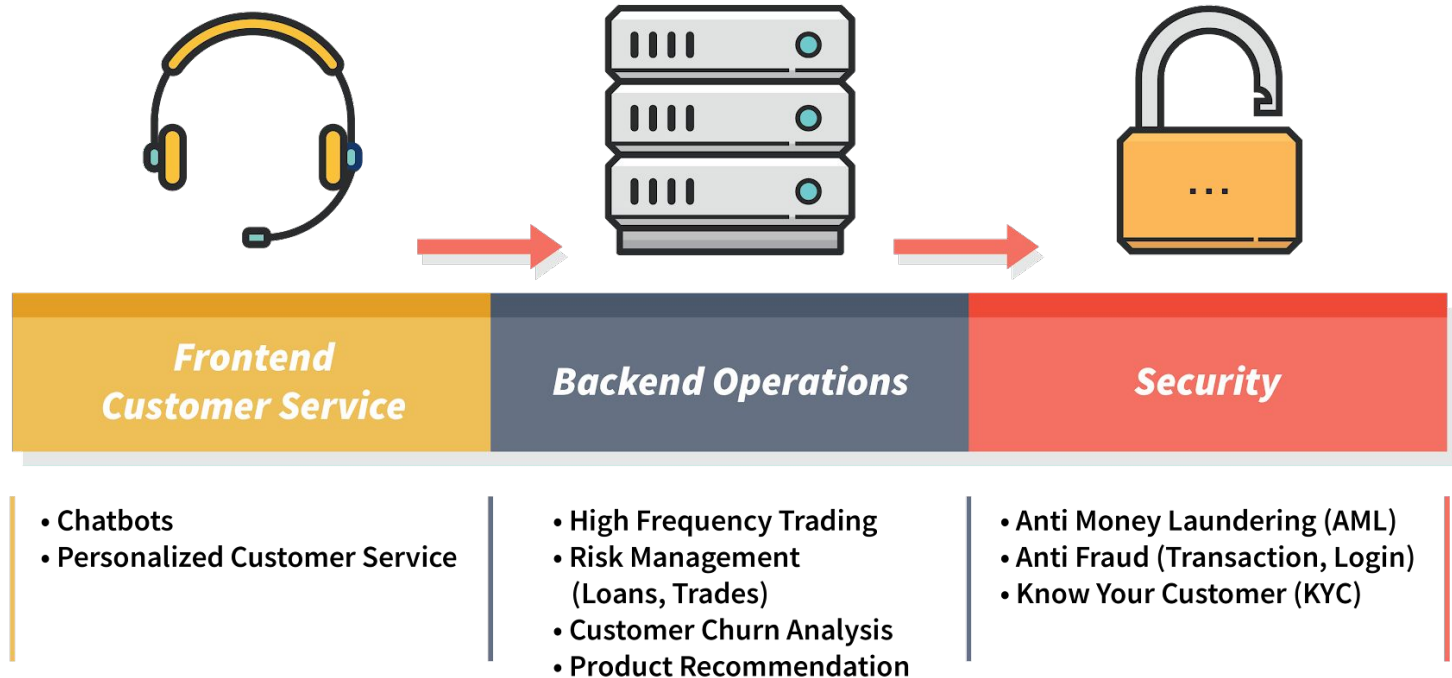 Frontend
Customer Service
Backend Operations
Security
• Chatbots
• Personalized Customer Service
• High Frequency Trading
• Risk Management
(Loans, Trades)
• Customer Churn Analysis
• Product Recommendation
• Anti Money Laundering (AML)
• Anti Fraud (Transaction, Login)
• Know Your Customer (KYC)